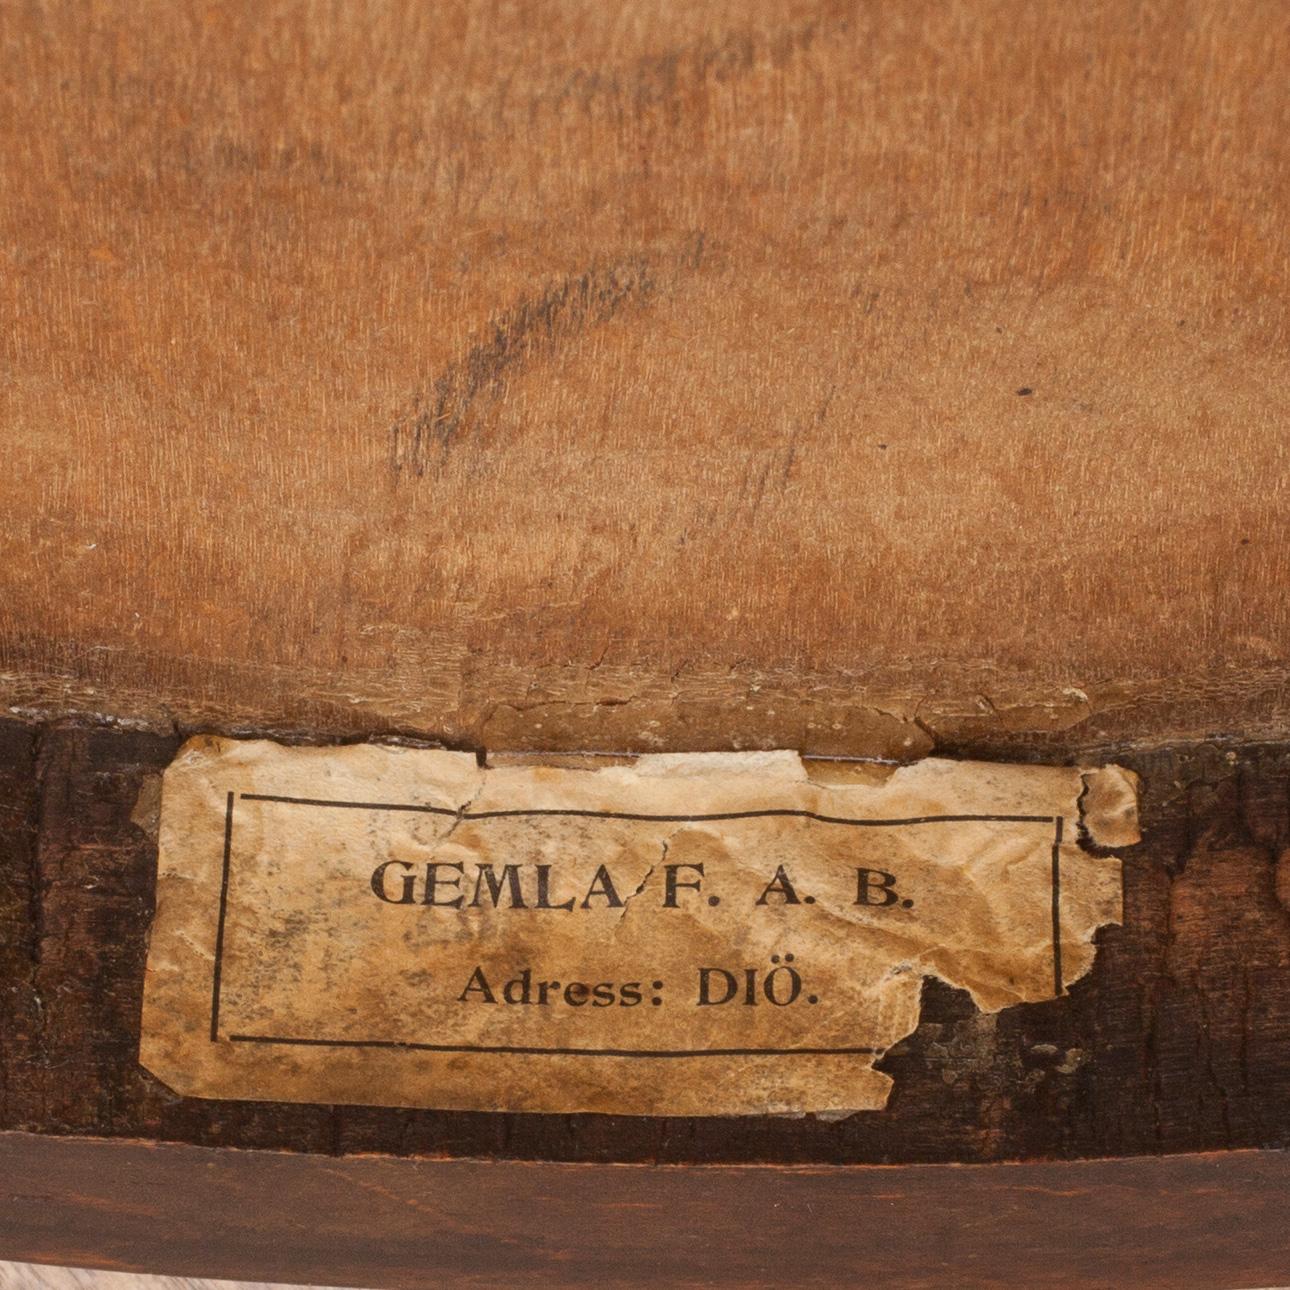 GEMLA F. A. B.
Adress: DIÖ.